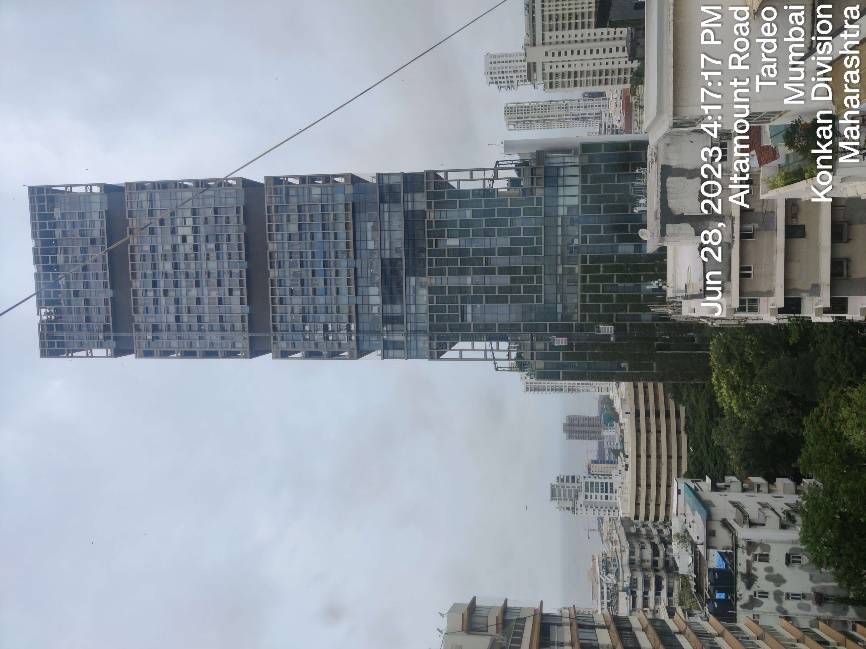 Jun 28, 2023 4:17:17 PM
Altamount Road
Tardeo
Mumbai
Konkan Division
Maharashtra